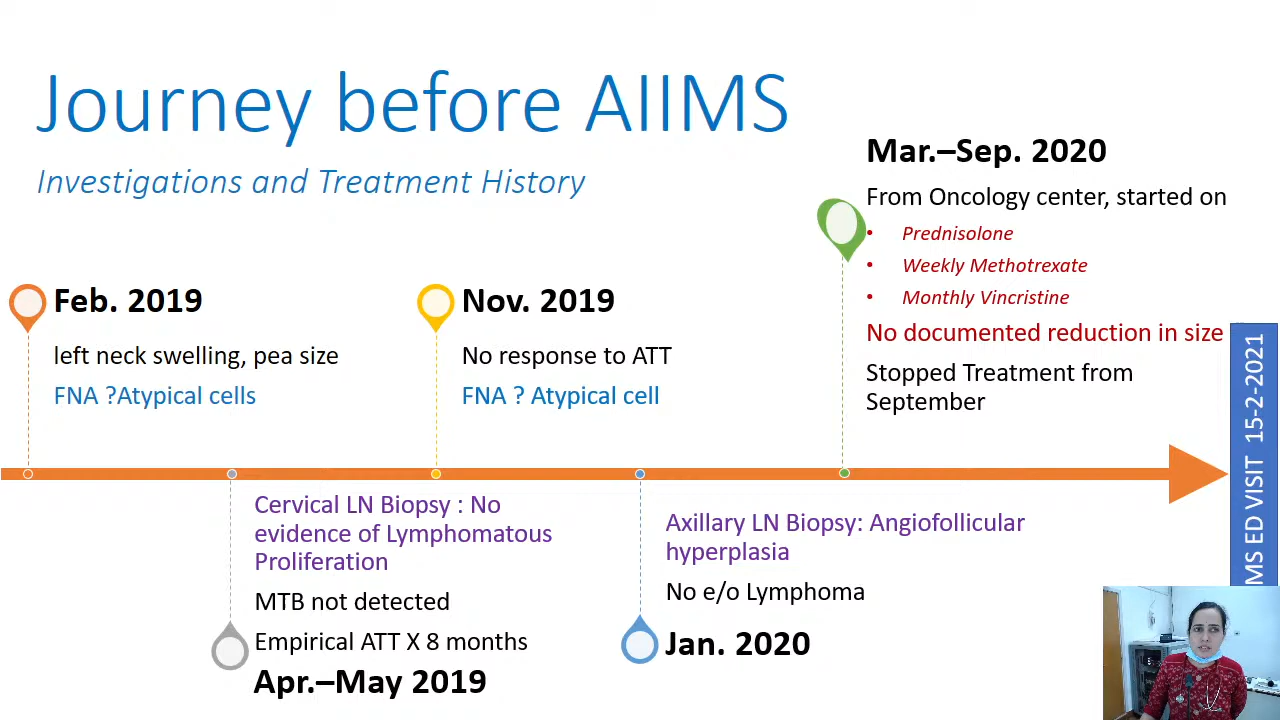 Journey before AIIMS
Investigations and Treatment History
Feb. 2019
left neck swelling, pea size
FNA ?Atypical cells
Cervical LN Biopsy : No
evidence of Lymphomatous
Proliferation
MTB not detected
Empirical ATT X 8 months
Apr.–May 2019
Nov. 2019
No response to ATT
FNA ? Atypical cell
Axillary LN Biopsy: Angiofollicular
hyperplasia
No e/o Lymphoma
Jan. 2020
Mar.–Sep. 2020
From Oncology center, started on
• Prednisolone
• Weekly Methotrexate
• Monthly Vincristine
No documented reduction in size
Stopped Treatment from
September
MS ED VISIT 15-2-2021